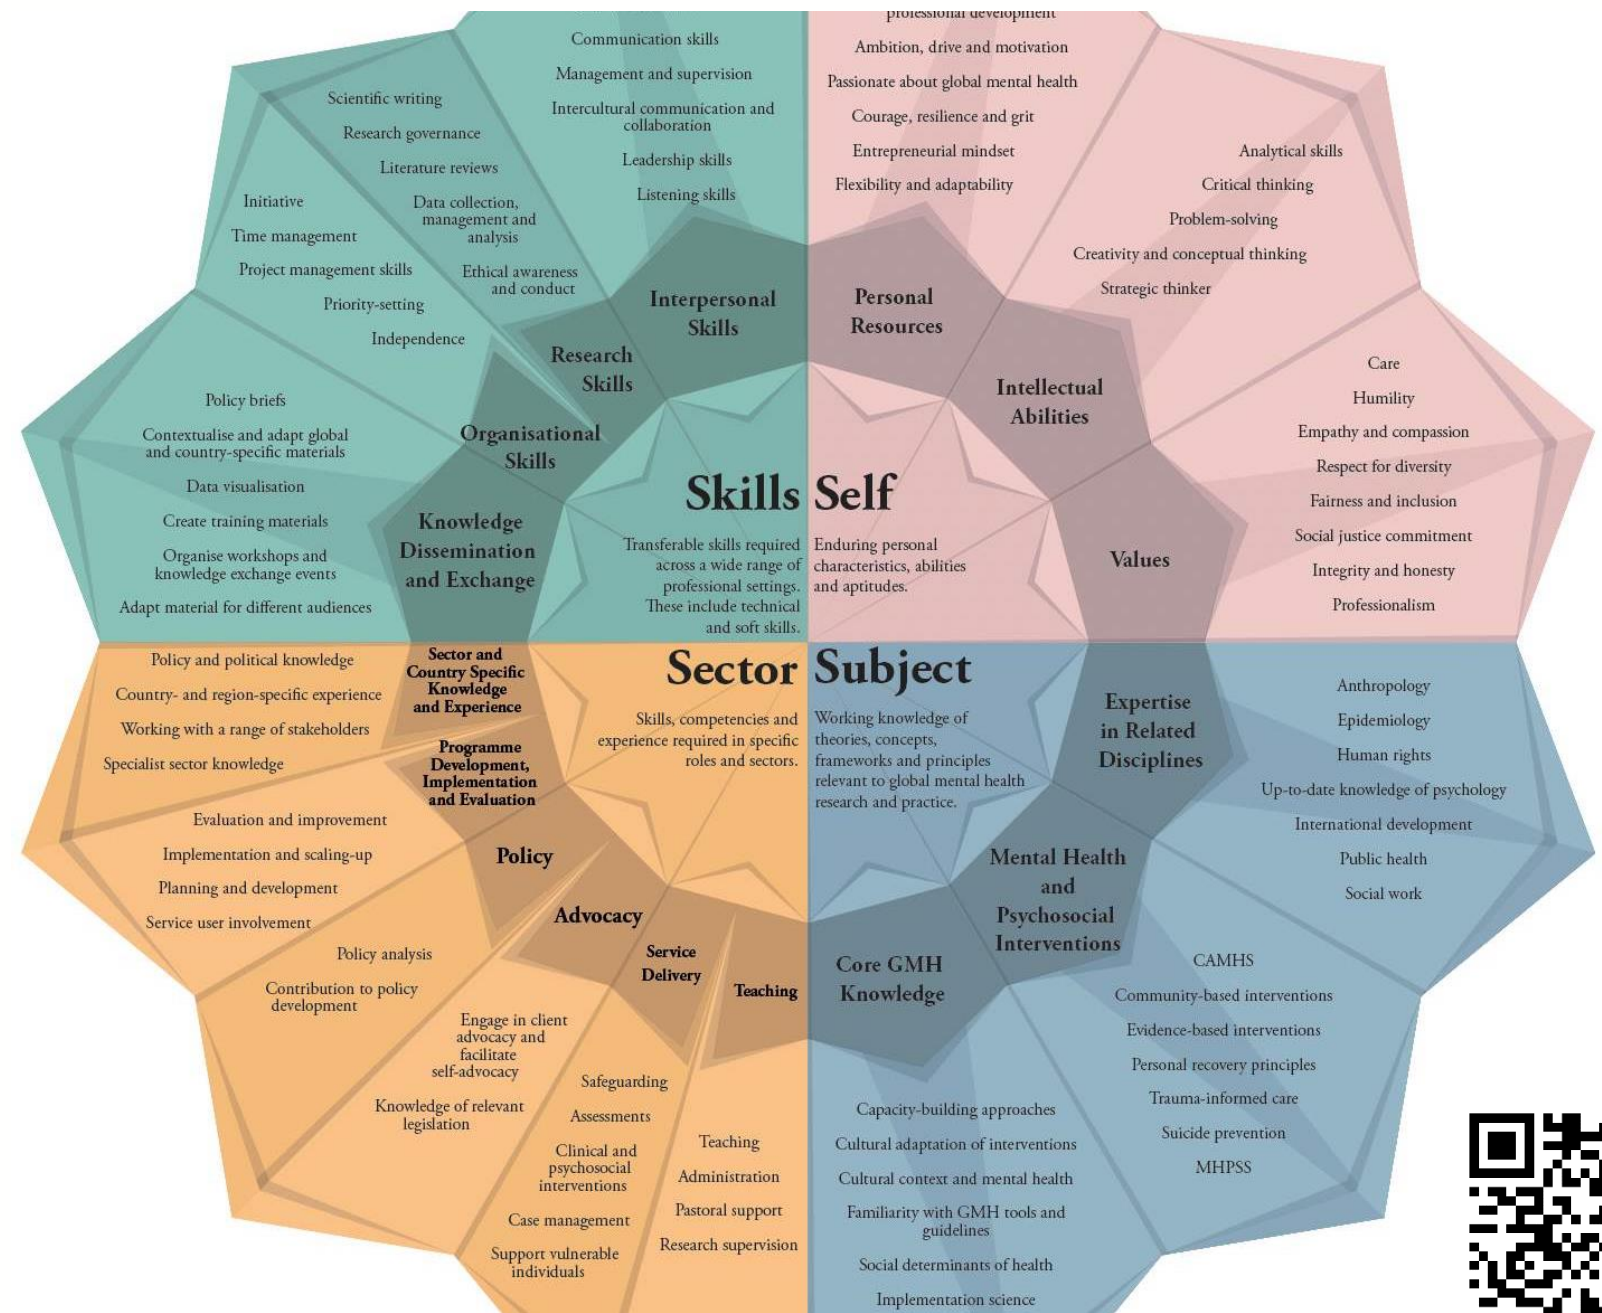 Communication skills
Management and supervision
Intercultural communication and
collaboration
Leadership skills
Listening skills
Interpersonal
Skills
Scientific writing
Research governance
Literature reviews
Data collection,
management and
analysis
Ethical awareness
and conduct
Research
Skills
Initiative
Time management
Project management skills
Priority-setting
Independence
Organisational
Skills
Policy briefs
Contextualise and adapt global
and country-specific materials
Data visualisation
Create training materials
Organise workshops and
knowledge exchange events
Adapt material for different audiences
Knowledge
Dissemination
and Exchange
Skills
Transferable skills required
across a wide range of
professional settings.
These include technical
and soft skills.
professional development
Ambition, drive and motivation
Passionate about global mental health
Courage, resilience and grit
Entrepreneurial mindset
Flexibility and adaptability
Personal
Resources
Analytical skills
Critical thinking
Problem-solving
Creativity and conceptual thinking
Strategic thinker
Intellectual
Abilities
Care
Humility
Empathy and compassion
Respect for diversity
Fairness and inclusion
Social justice commitment
Integrity and honesty
Professionalism
Values
Self
Enduring personal
characteristics, abilities
and aptitudes.
Sector
Skills, competencies and
experience required in specific
roles and sectors.
Sector and
Country Specific
Knowledge
and Experience
Policy and political knowledge
Country- and region-specific experience
Working with a range of stakeholders
Specialist sector knowledge
Programme
Development,
Implementation
and Evaluation
Evaluation and improvement
Implementation and scaling-up
Planning and development
Service user involvement
Policy
Policy analysis
Contribution to policy
development
Advocacy
Engage in client
advocacy and
facilitate
self-advocacy
Knowledge of relevant
legislation
Service
Delivery
Safeguarding
Assessments
Clinical and
psychosocial
interventions
Case management
Support vulnerable
individuals
Teaching
Teaching
Administration
Pastoral support
Research supervision
Subject
Working knowledge of
theories, concepts,
frameworks and principles
relevant to global mental health
research and practice.
Expertise
in Related
Disciplines
Anthropology
Epidemiology
Human rights
Up-to-date knowledge of psychology
International development
Public health
Social work
Mental Health
and
Psychosocial
Interventions
CAMHS
Community-based interventions
Evidence-based interventions
Personal recovery principles
Trauma-informed care
Suicide prevention
MHPSS
Core GMH
Knowledge
Capacity-building approaches
Cultural adaptation of interventions
Cultural context and mental health
Familiarity with GMH tools and
guidelines
Social determinants of health
Implementation science